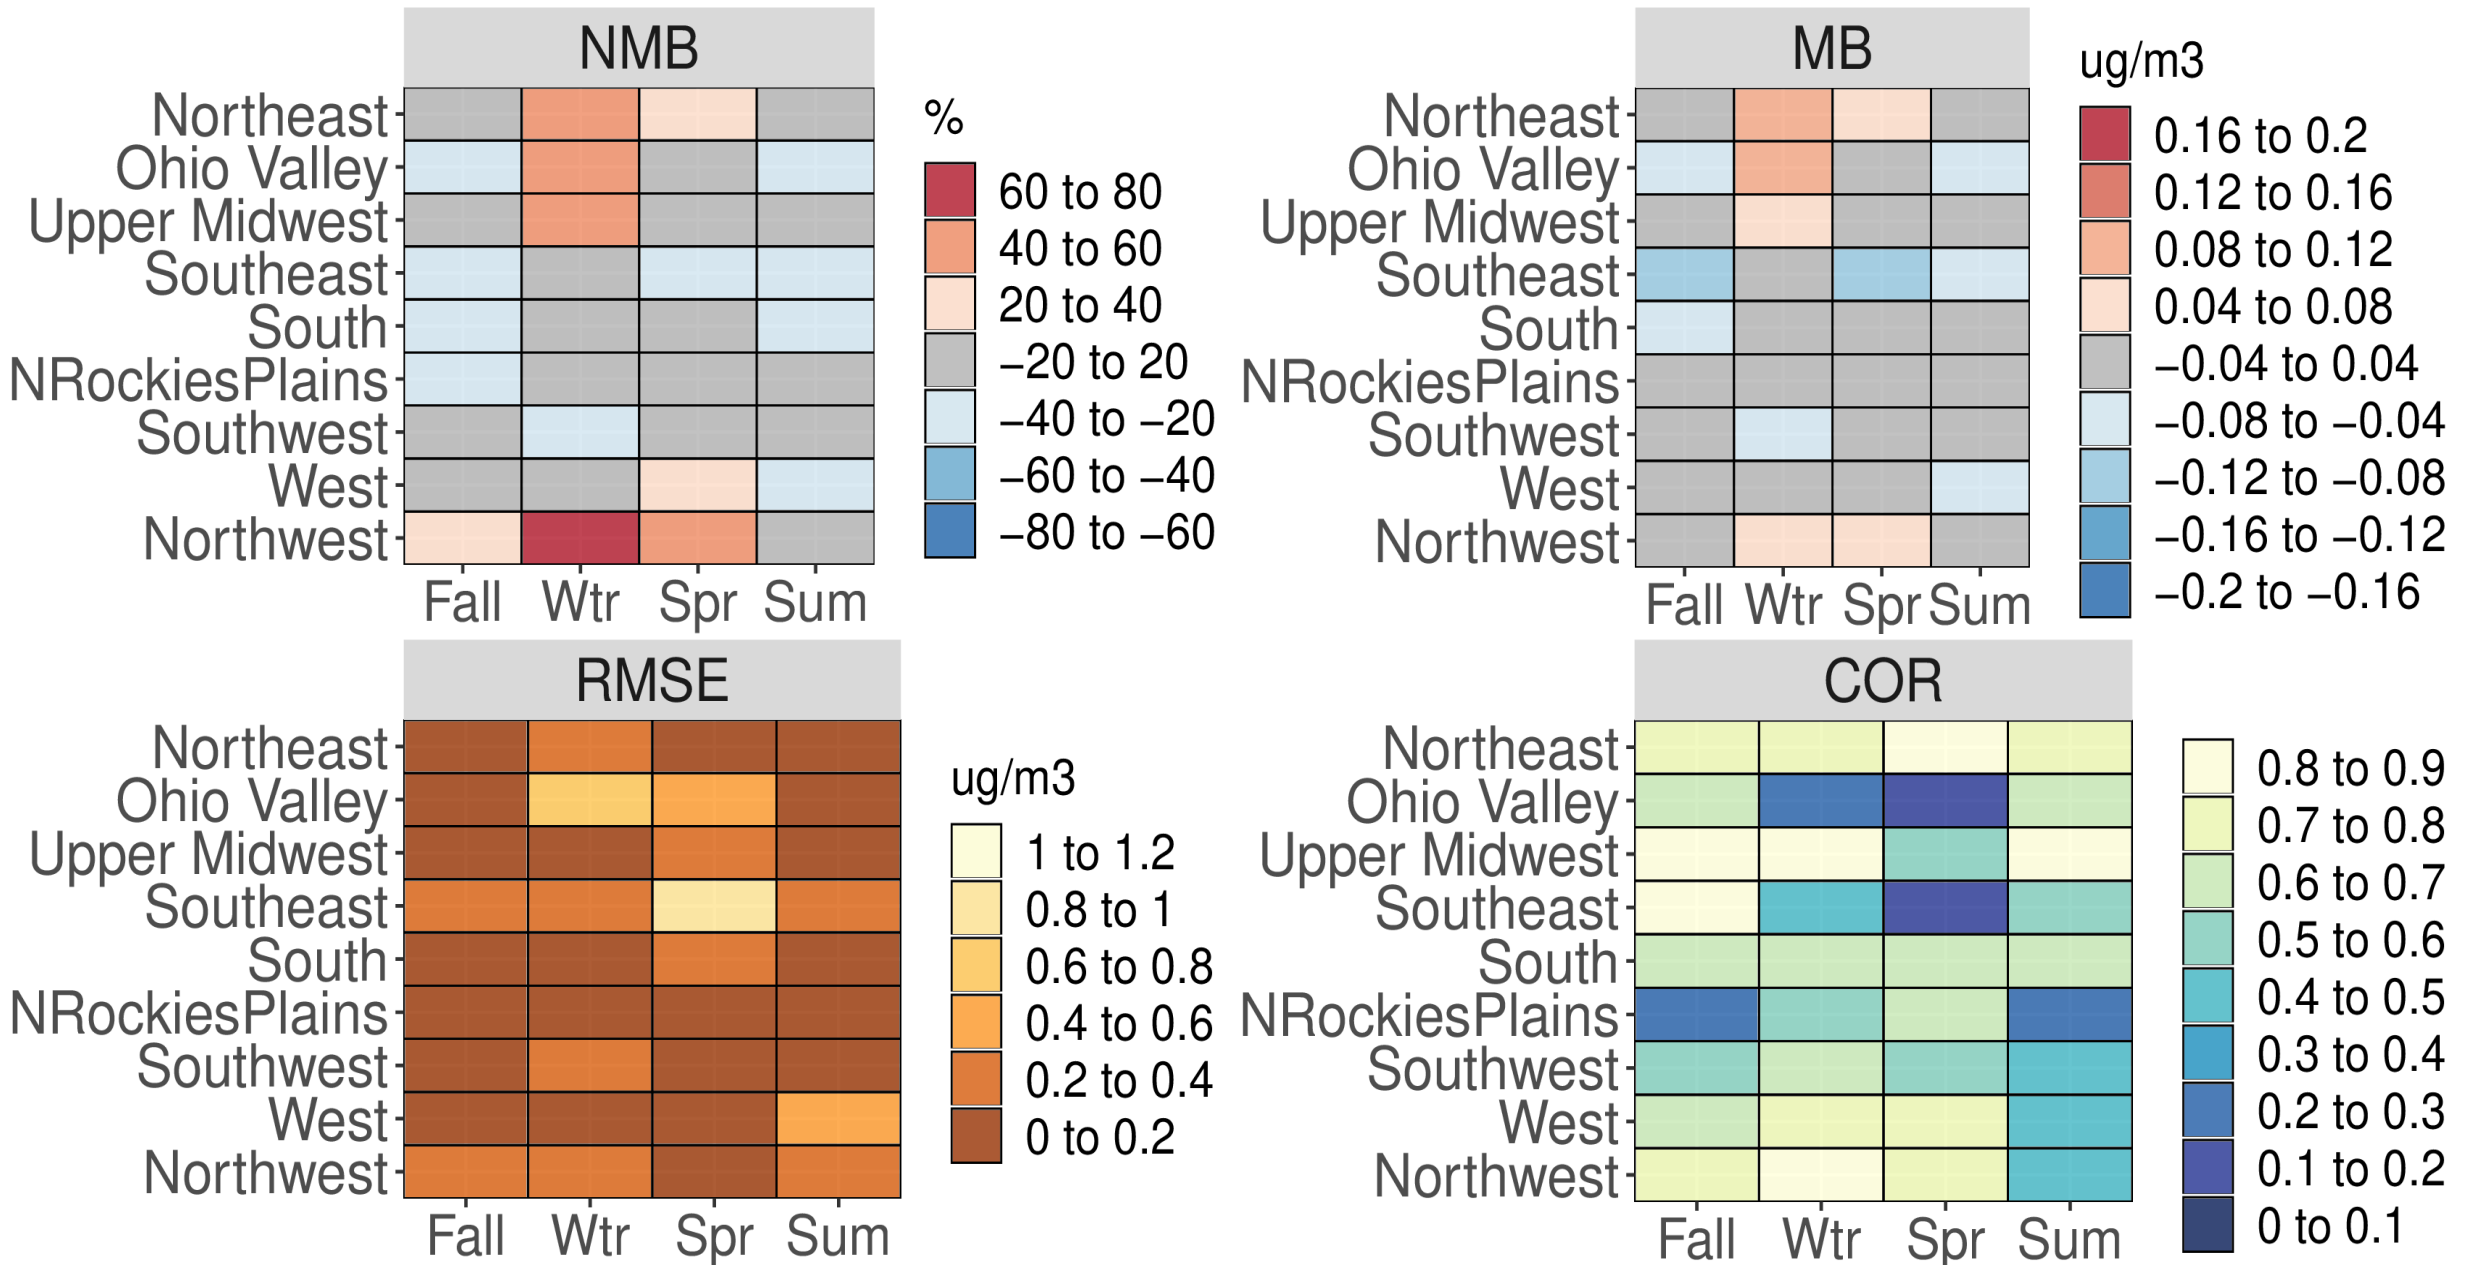 NMB
Northeast
Ohio Valley
Upper Midwest
Southeast
South
NRockiesPlains
Southwest
West
Northwest
Fall Wtr Spr Sum
%
60 to 80
40 to 60
20 to 40
−20 to 20
−40 to −20
−60 to −40
−80 to −60
MB
Northeast
Ohio Valley
Upper Midwest
Southeast
South
NRockiesPlains
Southwest
West
Northwest
Fall Wtr Spr Sum
ug/m3
0.16 to 0.2
0.12 to 0.16
0.08 to 0.12
0.04 to 0.08
−0.04 to 0.04
−0.08 to −0.04
−0.12 to −0.08
−0.16 to −0.12
−0.2 to −0.16
RMSE
Northeast
Ohio Valley
Upper Midwest
Southeast
South
NRockiesPlains
Southwest
West
Northwest
Fall Wtr Spr Sum
ug/m3
1 to 1.2
0.8 to 1
0.6 to 0.8
0.4 to 0.6
0.2 to 0.4
0 to 0.2
COR
Northeast
Ohio Valley
Upper Midwest
Southeast
South
NRockiesPlains
Southwest
West
Northwest
Fall Wtr Spr Sum
0.8 to 0.9
0.7 to 0.8
0.6 to 0.7
0.5 to 0.6
0.4 to 0.5
0.3 to 0.4
0.2 to 0.3
0.1 to 0.2
0 to 0.1